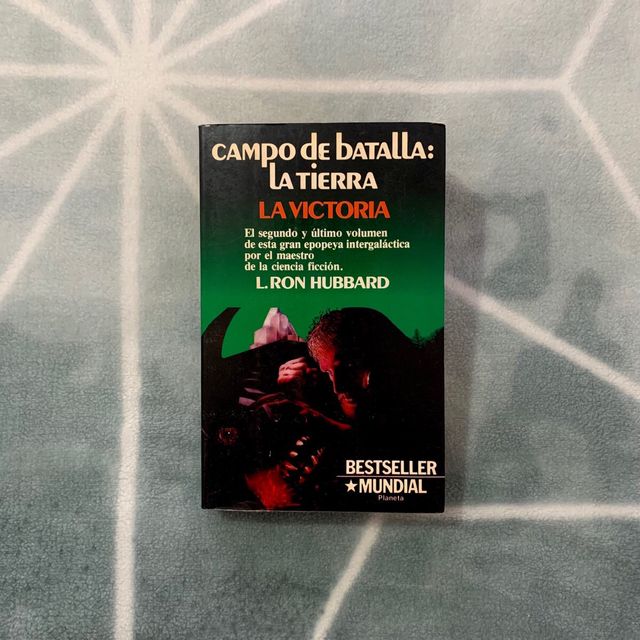 CAMPO DE BATALLA:
LA TIERRA
LA VICTORIA
El segundo y último volumen
de esta gran epopeya intergaláctica
por el maestro
de la ciencia ficción.
L. RON HUBBARD
BESTSELLER
★ MUNDIAL
Planeta